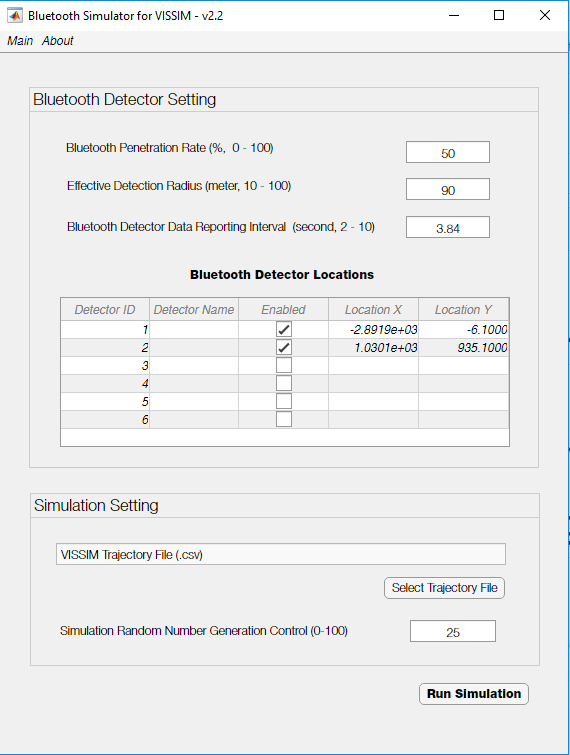 Bluetooth Simulator for VISSIM - v2.2
Main About
Bluetooth Detector Setting
Bluetooth Penetration Rate (%, 0 - 100) 50
Effective Detection Radius (meter, 10 - 100) 90
Bluetooth Detector Data Reporting Interval (second, 2 - 10) 3.84
Bluetooth Detector Locations
Detector ID Detector Name Enabled Location X Location Y
1 -2.8919e+03 -6.1000
2 1.0301e+03 935.1000
3
4
5
6
Simulation Setting
VISSIM Trajectory File (.csv)
Select Trajectory File
Simulation Random Number Generation Control (0-100) 25
Run Simulation